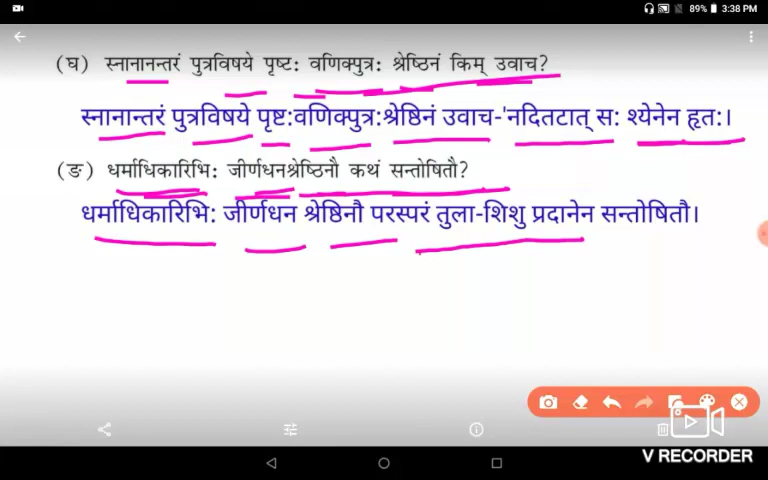 89% 3:38 PM
(घ) स्नानानन्तरं पुत्रविषये पृष्टः वणिक्पुत्रः श्रेष्ठिनं किम् उवाच?
स्नानान्तरं पुत्रविषये पृष्ट:वणिक्पुत्र:श्रेष्ठिनं उवाच-'नदितटात् स: श्येनेन हृत:।
(ङ) धर्माधिकारिभिः जीर्णधनश्रेष्ठिनौ कथं सन्तोषितौ?
धर्माधिकारिभि: जीर्णधन श्रेष्ठिनौ परस्परं तुला-शिशु प्रदानेन सन्तोषितौ।
V RECORDER